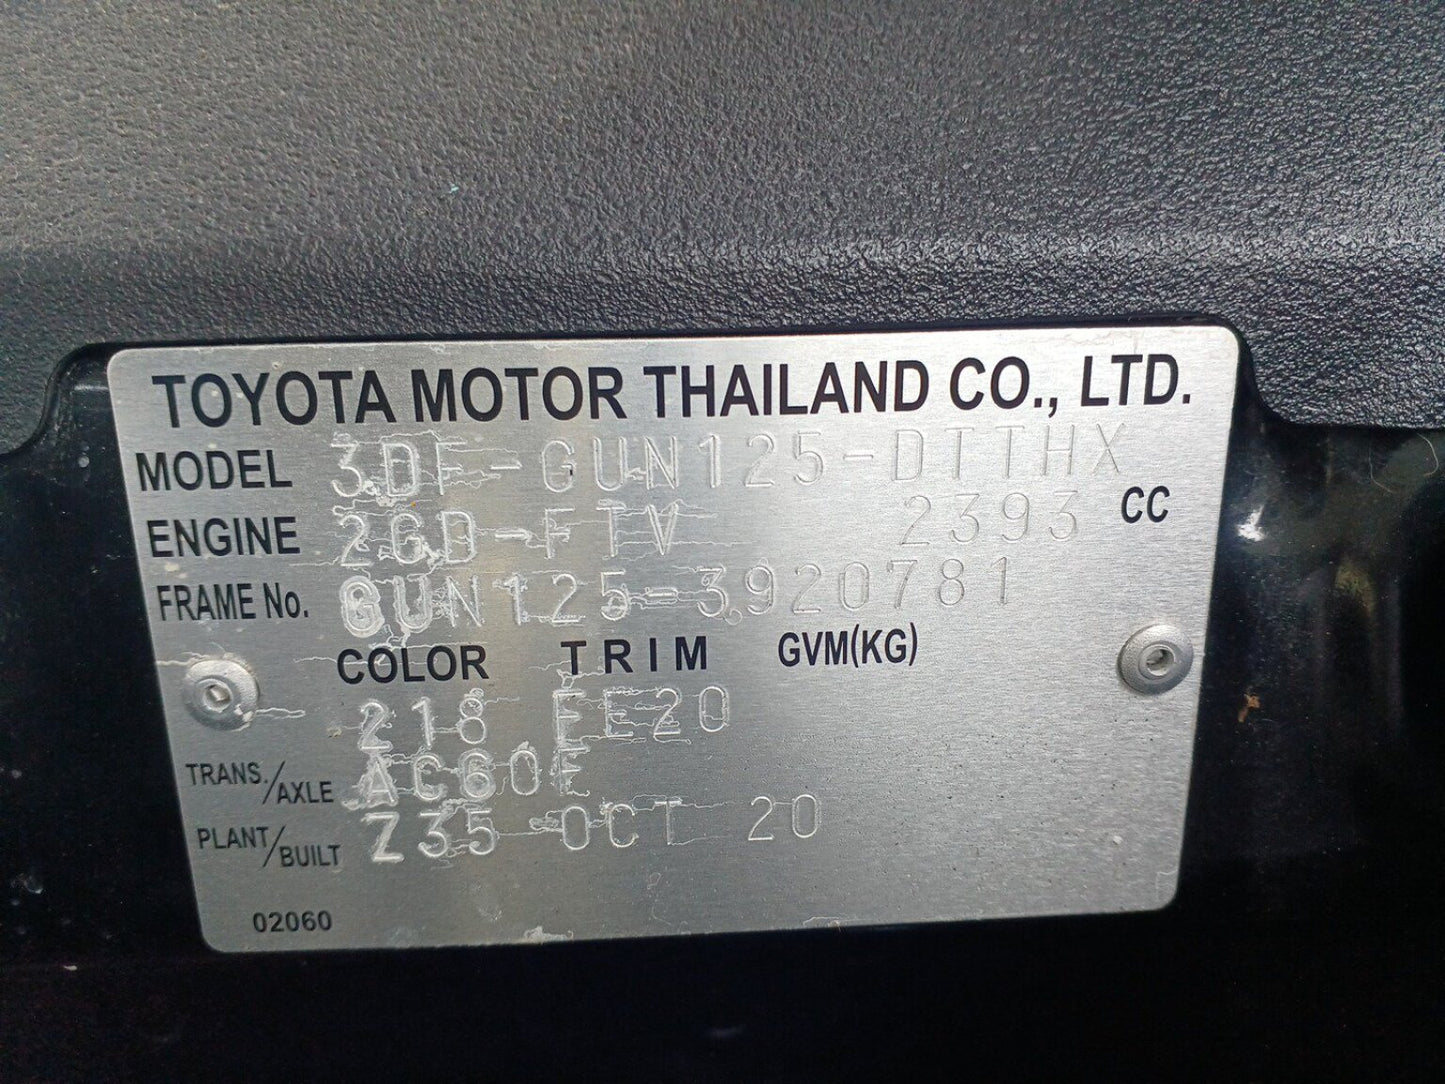 TOYOTA MOTOR THAILAND CO., LTD.
MODEL 3DF-GUN125-DTTHX
ENGINE 2GD-FTV 2393 CC
FRAME No. GUN125-3920781
COLOR TRIM GVM(KG)
218 EE20
TRANS./AXLE AC60E
PLANT/BUILT Z35 OCT 20
02060